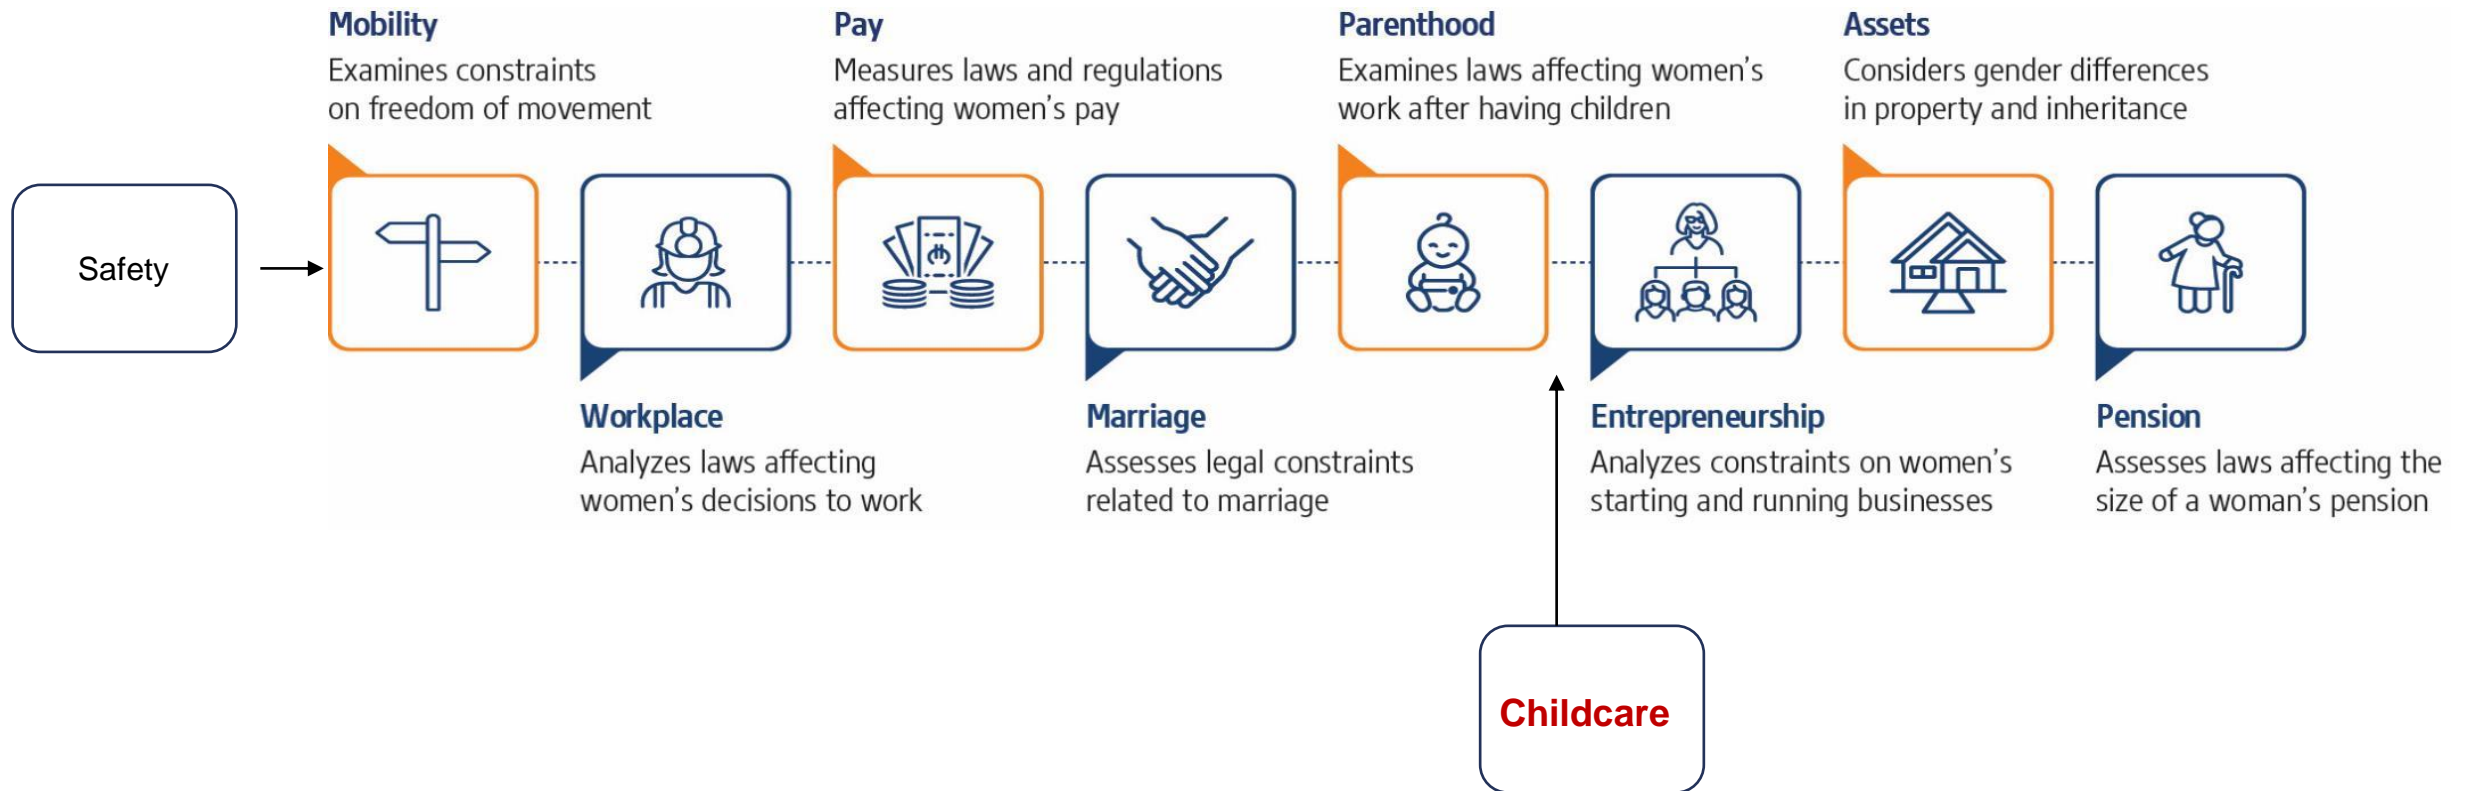 Mobility
Examines constraints
on freedom of movement
Pay
Measures laws and regulations
affecting women's pay
Parenthood
Examines laws affecting women's
work after having children
Assets
Considers gender differences
in property and inheritance
Safety
Workplace
Analyzes laws affecting
women's decisions to work
Marriage
Assesses legal constraints
related to marriage
Entrepreneurship
Analyzes constraints on women's
starting and running businesses
Pension
Assesses laws affecting the
size of a woman's pension
Childcare